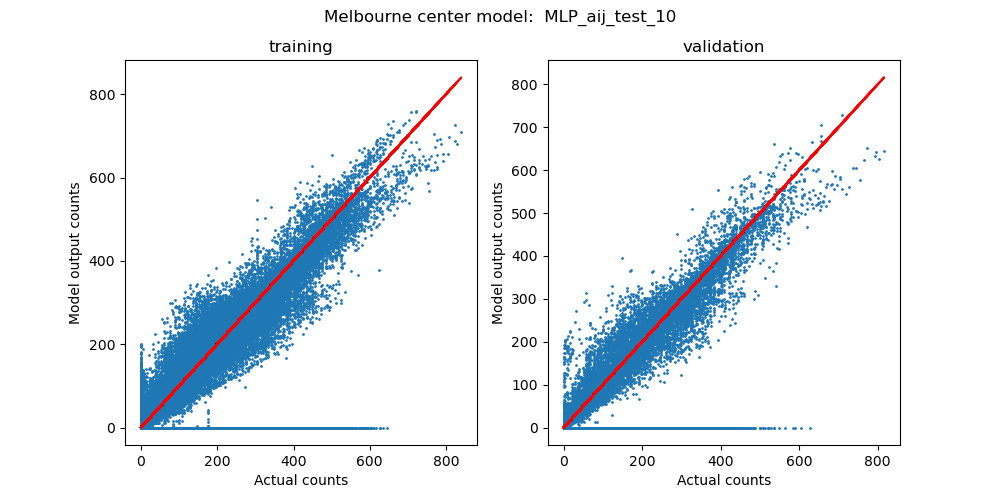 Melbourne center model:  MLP_aij_test_10
training
validation
Model output counts
800
600
400
200
0
0 200 400 600 800
Actual counts
Model output counts
800
700
600
500
400
300
200
100
0
0 200 400 600 800
Actual counts